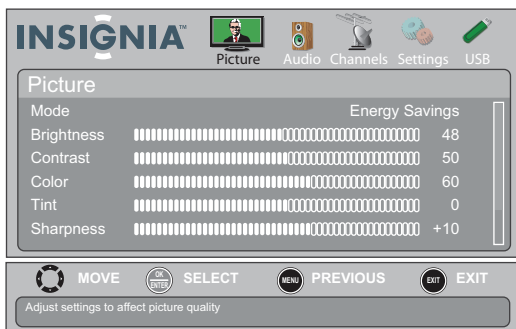 INSIGNIA™
Picture Audio Channels Settings USB
Picture
Mode Energy Savings
Brightness 48
Contrast 50
Color 60
Tint 0
Sharpness +10
MOVE OK ENTER SELECT MENU PREVIOUS EXIT EXIT
Adjust settings to affect picture quality